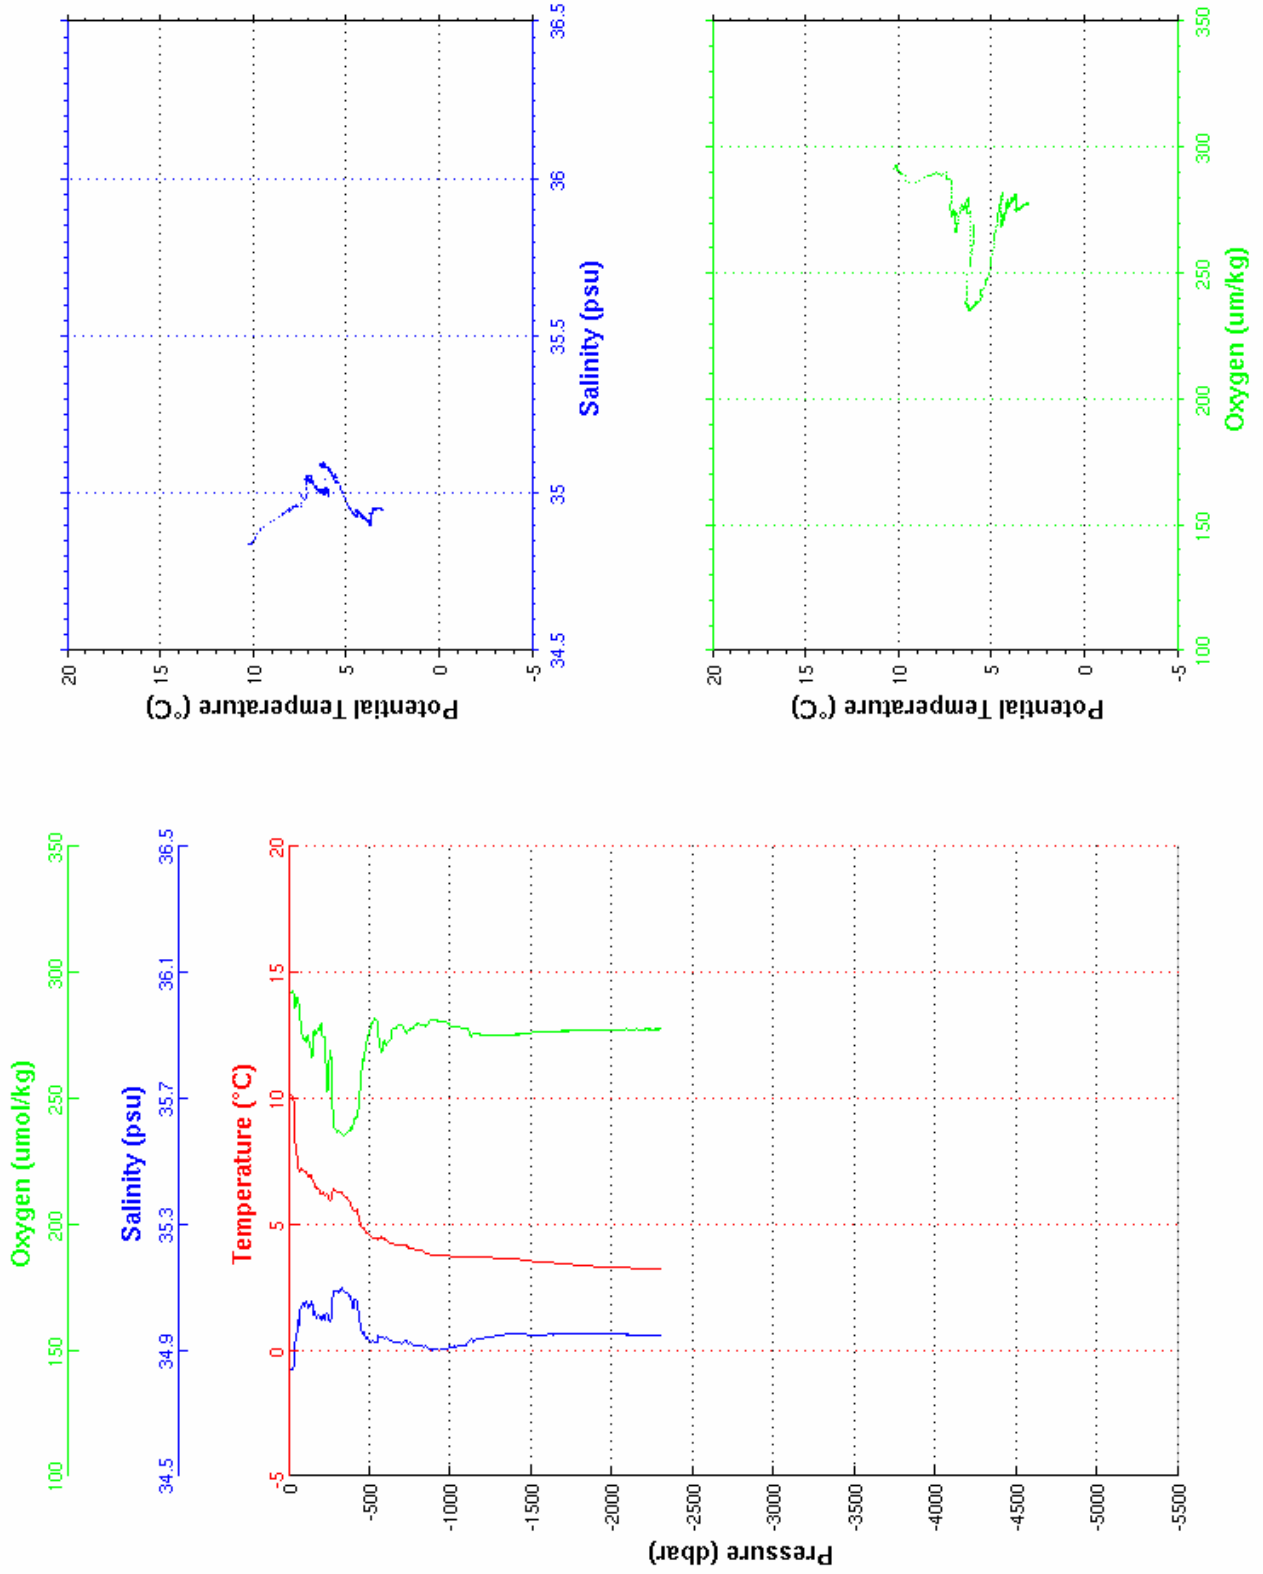 Oxygen (umol/kg)
100 150 200 250 300 350
Salinity (psu)
34.5 34.9 35.3 35.7 36.1 36.5
Temperature (°C)
-5 0 5 10 15 20
Pressure (dbar)
0
-500
-1000
-1500
-2000
-2500
-3000
-3500
-4000
-4500
-5000
-5500
Potential Temperature (°C)
20
15
10
5
0
-5
34.5 35 35.5 36 36.5
Salinity (psu)
Potential Temperature (°C)
20
15
10
5
0
-5
100 150 200 250 300 350
Oxygen (um/kg)